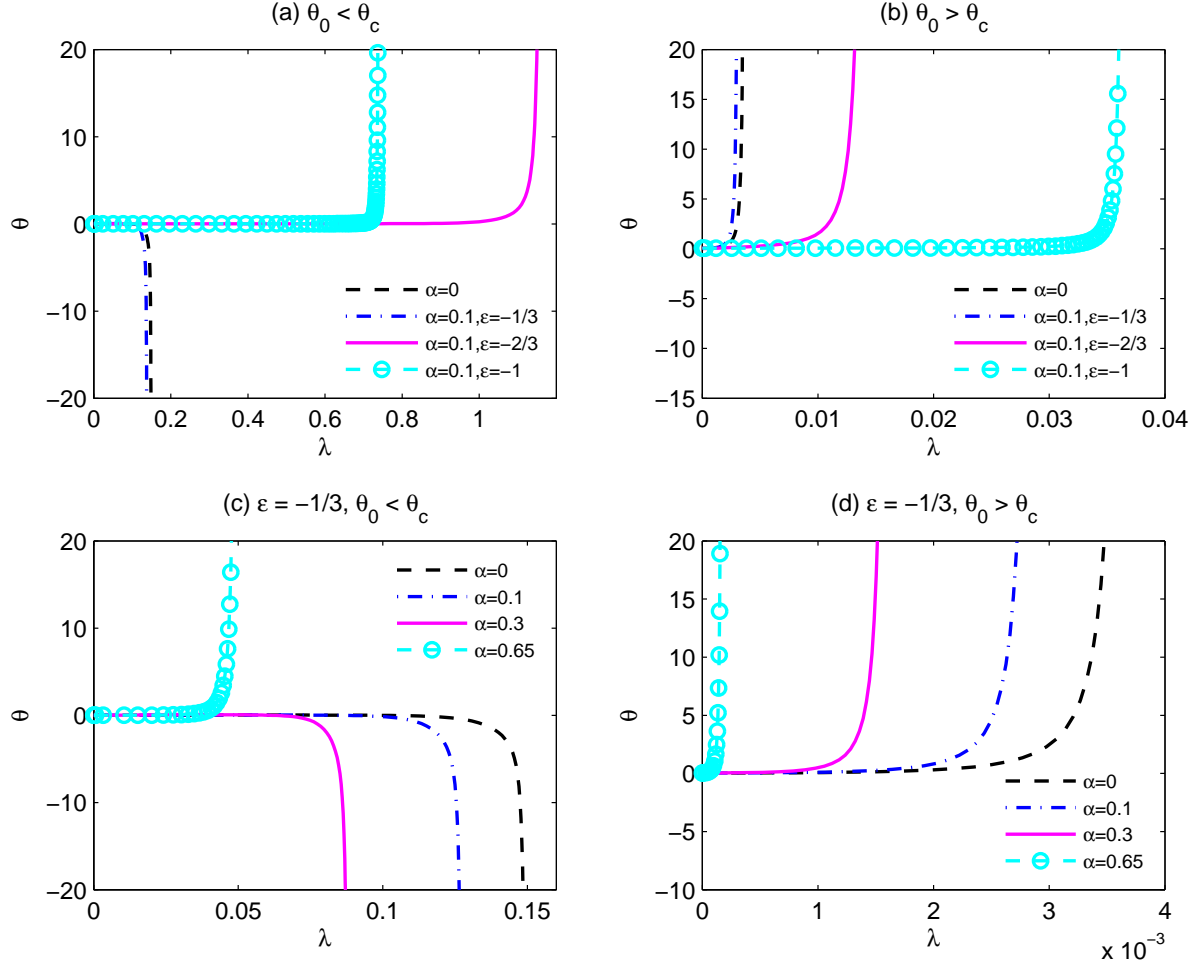 (a) θ0 < θc
20
10
0
−10
−20
0
0.2
0.4
0.6
0.8
1
θ
λ
α=0
α=0.1,ε=−1/3
α=0.1,ε=−2/3
α=0.1,ε=−1
(b) θ0 > θc
20
15
10
5
0
−5
−10
−15
0
0.01
0.02
0.03
0.04
θ
λ
α=0
α=0.1,ε=−1/3
α=0.1,ε=−2/3
α=0.1,ε=−1
(c) ε = −1/3, θ0 < θc
20
10
0
−10
−20
0
0.05
0.1
0.15
θ
λ
α=0
α=0.1
α=0.3
α=0.65
(d) ε = −1/3, θ0 > θc
20
15
10
5
0
−5
−10
0
1
2
3
4
x 10−3
θ
λ
α=0
α=0.1
α=0.3
α=0.65